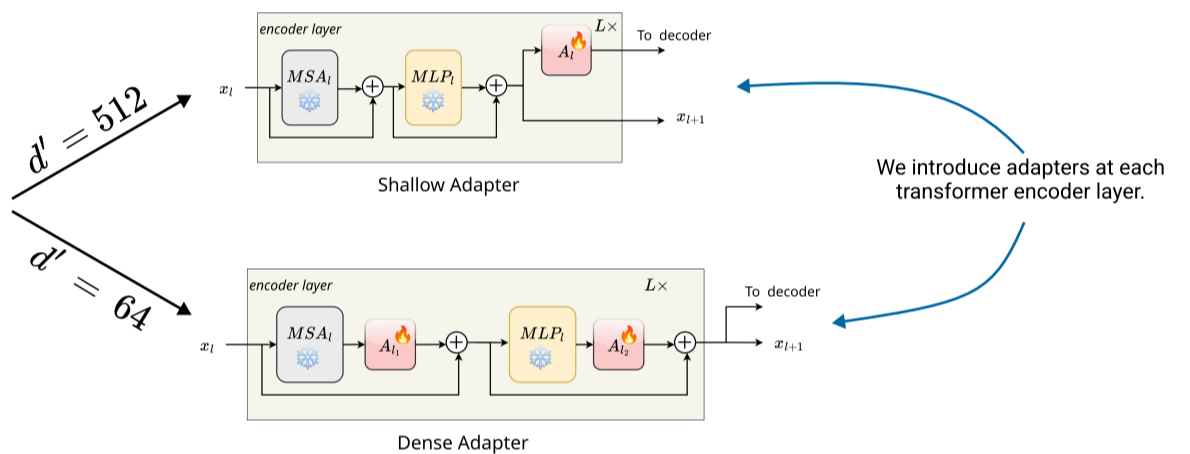 encoder layer
L×
To decoder
A_l
MSA_l
MLP_l
x_l
x_{l+1}
Shallow Adapter
d′ = 512
We introduce adapters at each
transformer encoder layer.
d′ = 64
encoder layer
L×
To decoder
MSA_l
A_{l_1}
MLP_l
A_{l_2}
x_l
x_{l+1}
Dense Adapter